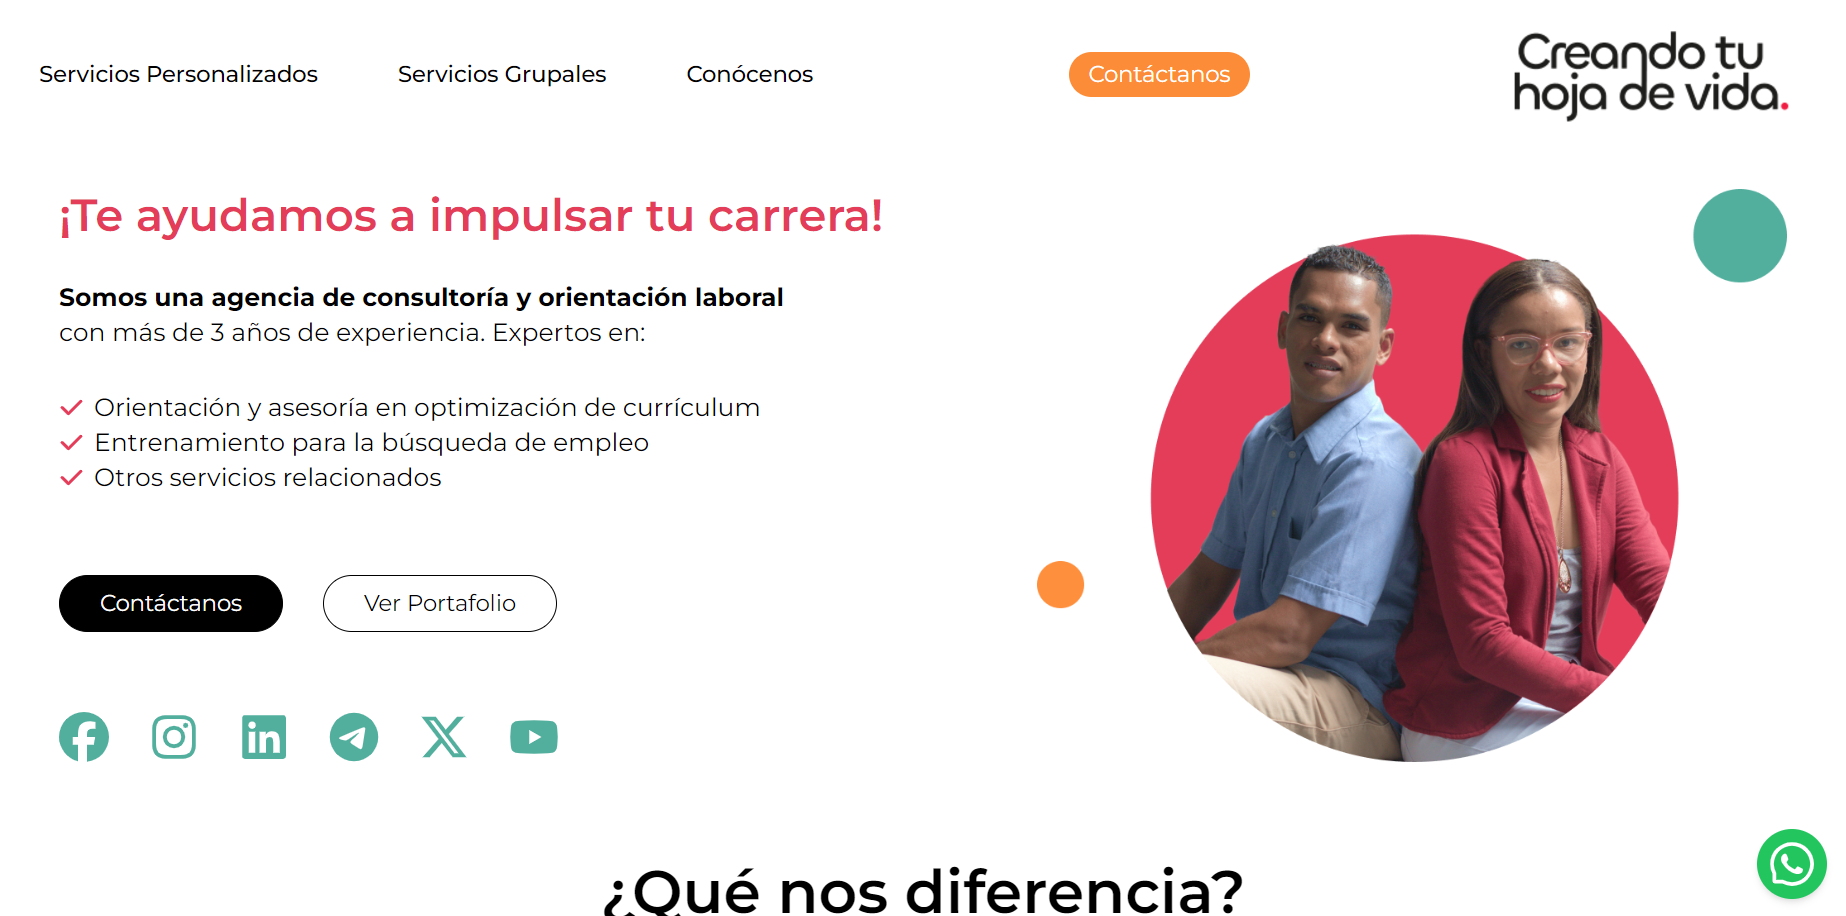 Servicios Personalizados
Servicios Grupales
Conócenos
Contáctanos
Creando tu
hoja de vida.
¡Te ayudamos a impulsar tu carrera!
Somos una agencia de consultoría y orientación laboral
con más de 3 años de experiencia. Expertos en:
Orientación y asesoría en optimización de currículum
Entrenamiento para la búsqueda de empleo
Otros servicios relacionados
Contáctanos
Ver Portafolio
¿Qué nos diferencia?